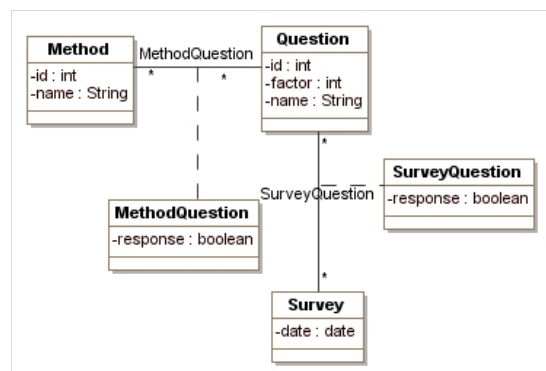 Method
-id : int
-name : String
MethodQuestion
*
*
Question
-id : int
-factor : int
-name : String
*
MethodQuestion
-response : boolean
SurveyQuestion
SurveyQuestion
-response : boolean
*
Survey
-date : date